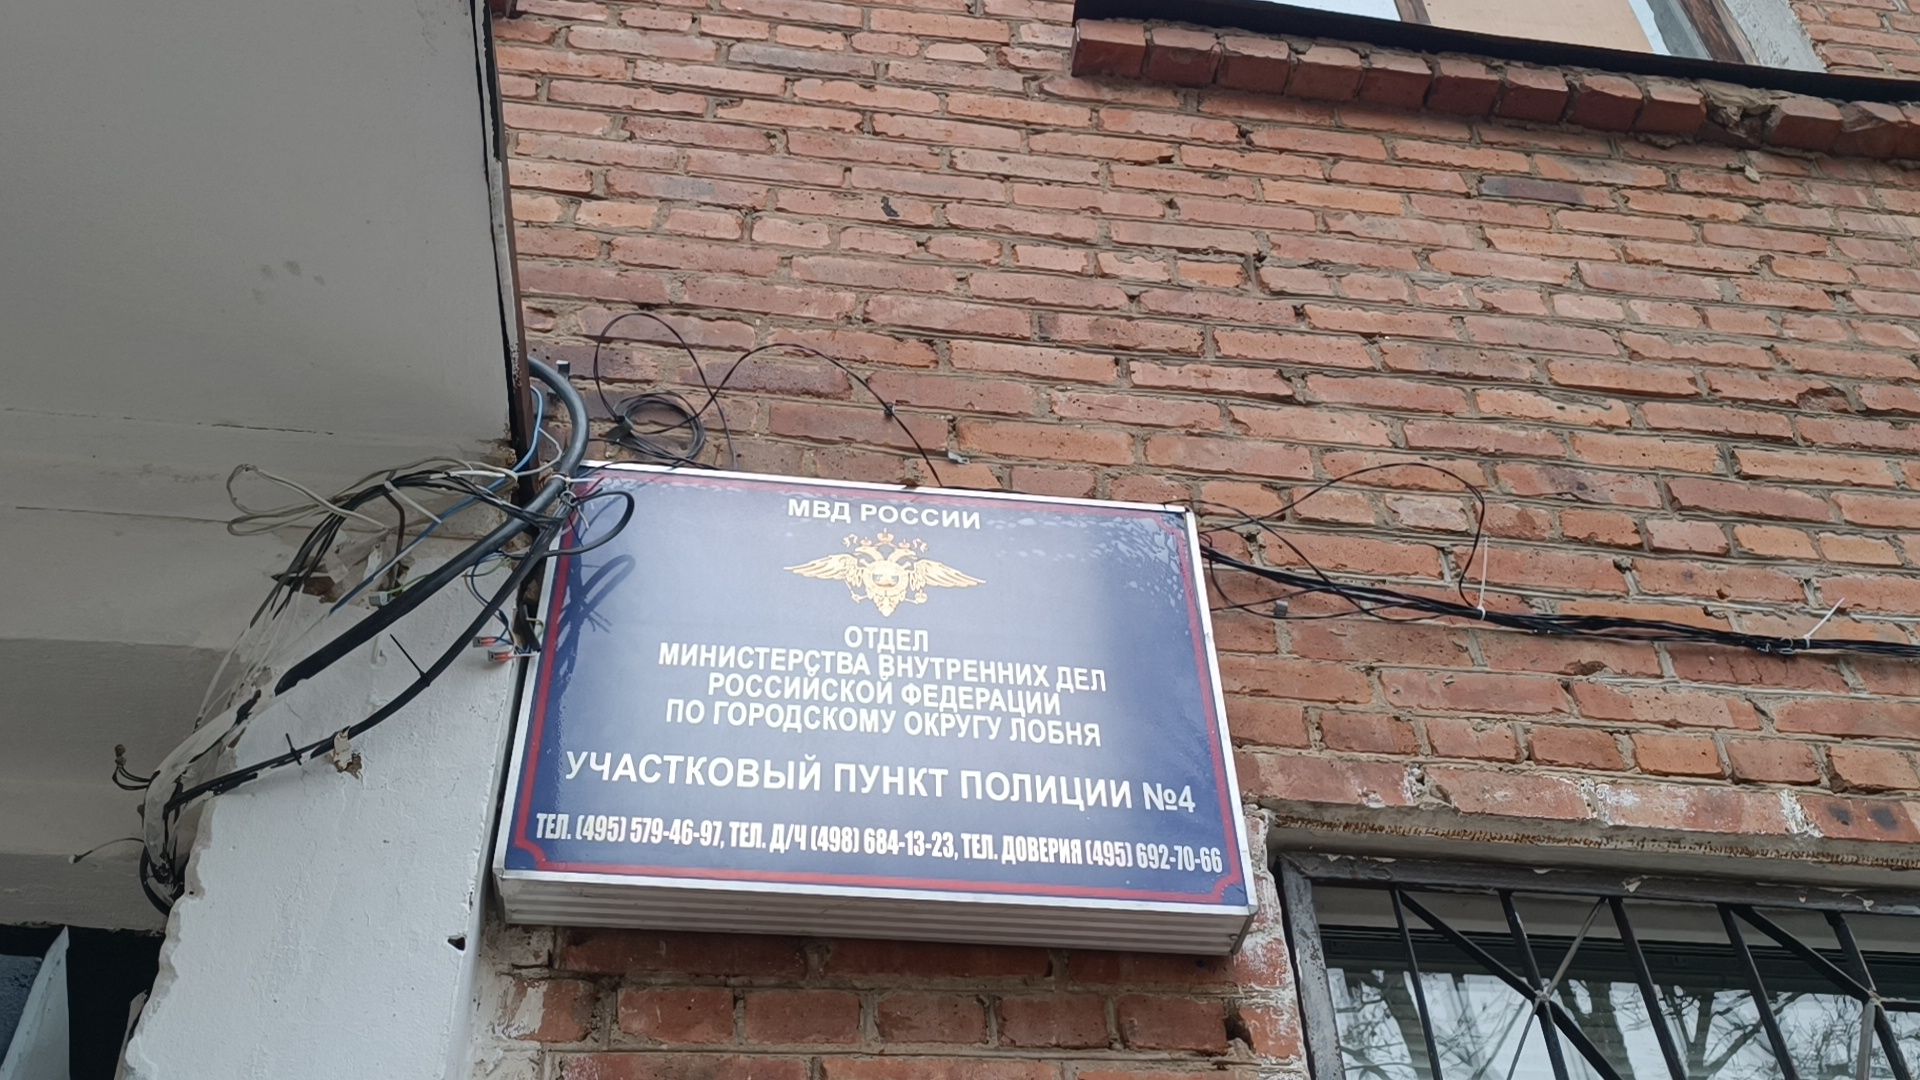 МВД РОССИИ
ОТДЕЛ
МИНИСТЕРСТВА ВНУТРЕННИХ ДЕЛ
РОССИЙСКОЙ ФЕДЕРАЦИИ
ПО ГОРОДСКОМУ ОКРУГУ ЛОБНЯ
УЧАСТКОВЫЙ ПУНКТ ПОЛИЦИИ №4
ТЕЛ. (495) 579-46-97, ТЕЛ. Д/Ч (498) 684-13-23, ТЕЛ. ДОВЕРИЯ (495) 692-70-66